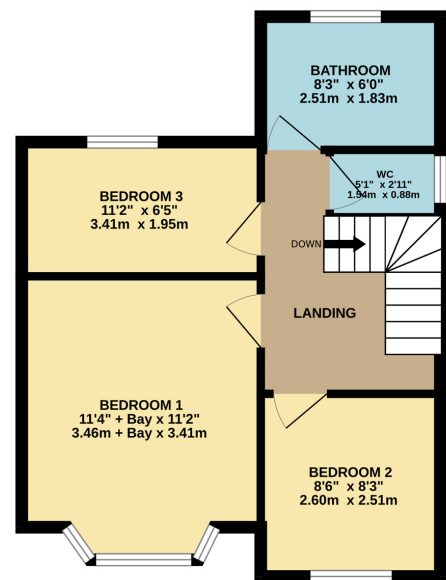 BATHROOM
8'3" x 6'0"
2.51m x 1.83m
WC
5'1" x 2'11"
1.54m x 0.88m
BEDROOM 3
11'2" x 6'5"
3.41m x 1.95m
DOWN
LANDING
BEDROOM 1
11'4" + Bay x 11'2"
3.46m + Bay x 3.41m
BEDROOM 2
8'6" x 8'3"
2.60m x 2.51m